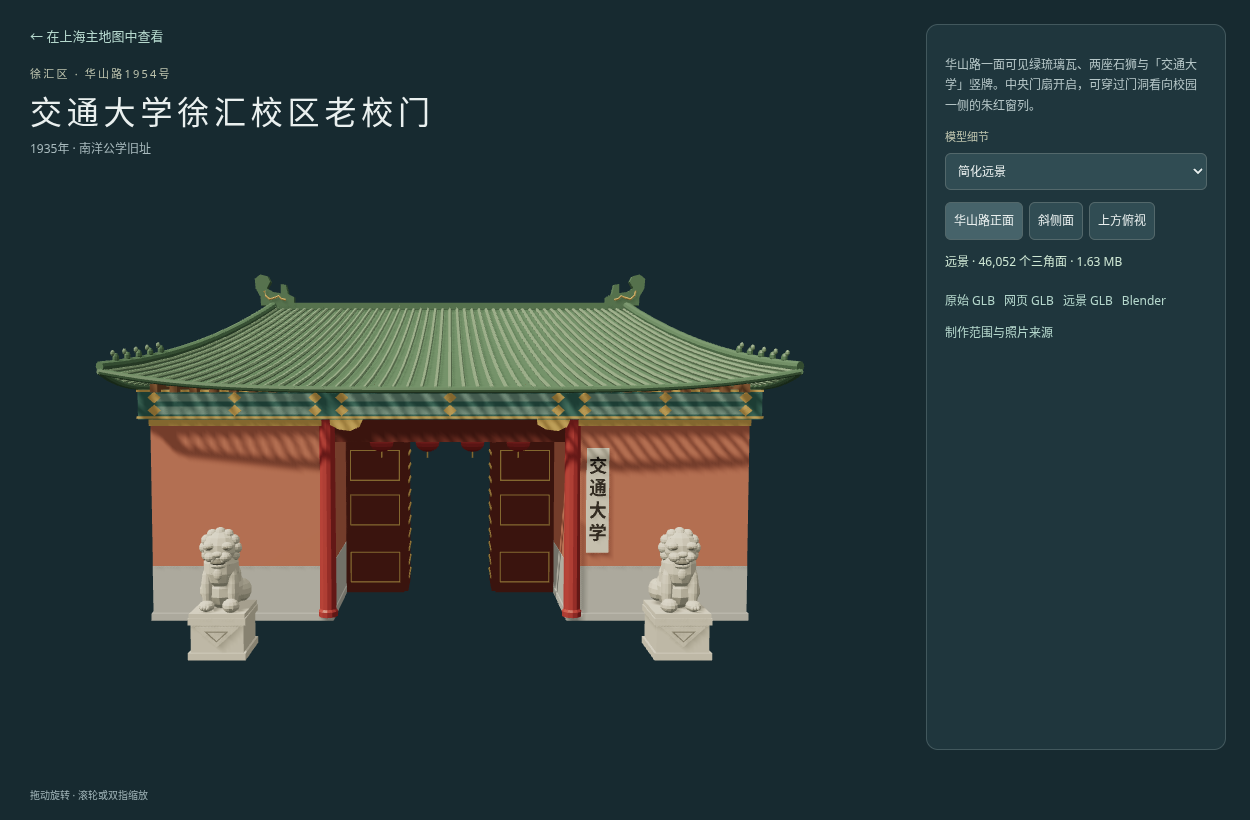 ← 在上海主地图中查看
徐汇区 · 华山路1954号
交通大学徐汇校区老校门
1935年 · 南洋公学旧址
华山路一面可见绿琉璃瓦、两座石狮与「交通大
学」竖牌。中央门扇开启，可穿过门洞看向校园
一侧的朱红窗列。
模型细节
简化远景
华山路正面 斜侧面 上方俯视
远景 · 46,052 个三角面 · 1.63 MB
原始 GLB 网页 GLB 远景 GLB Blender
制作范围与照片来源
交通大学
拖动旋转 · 滚轮或双指缩放